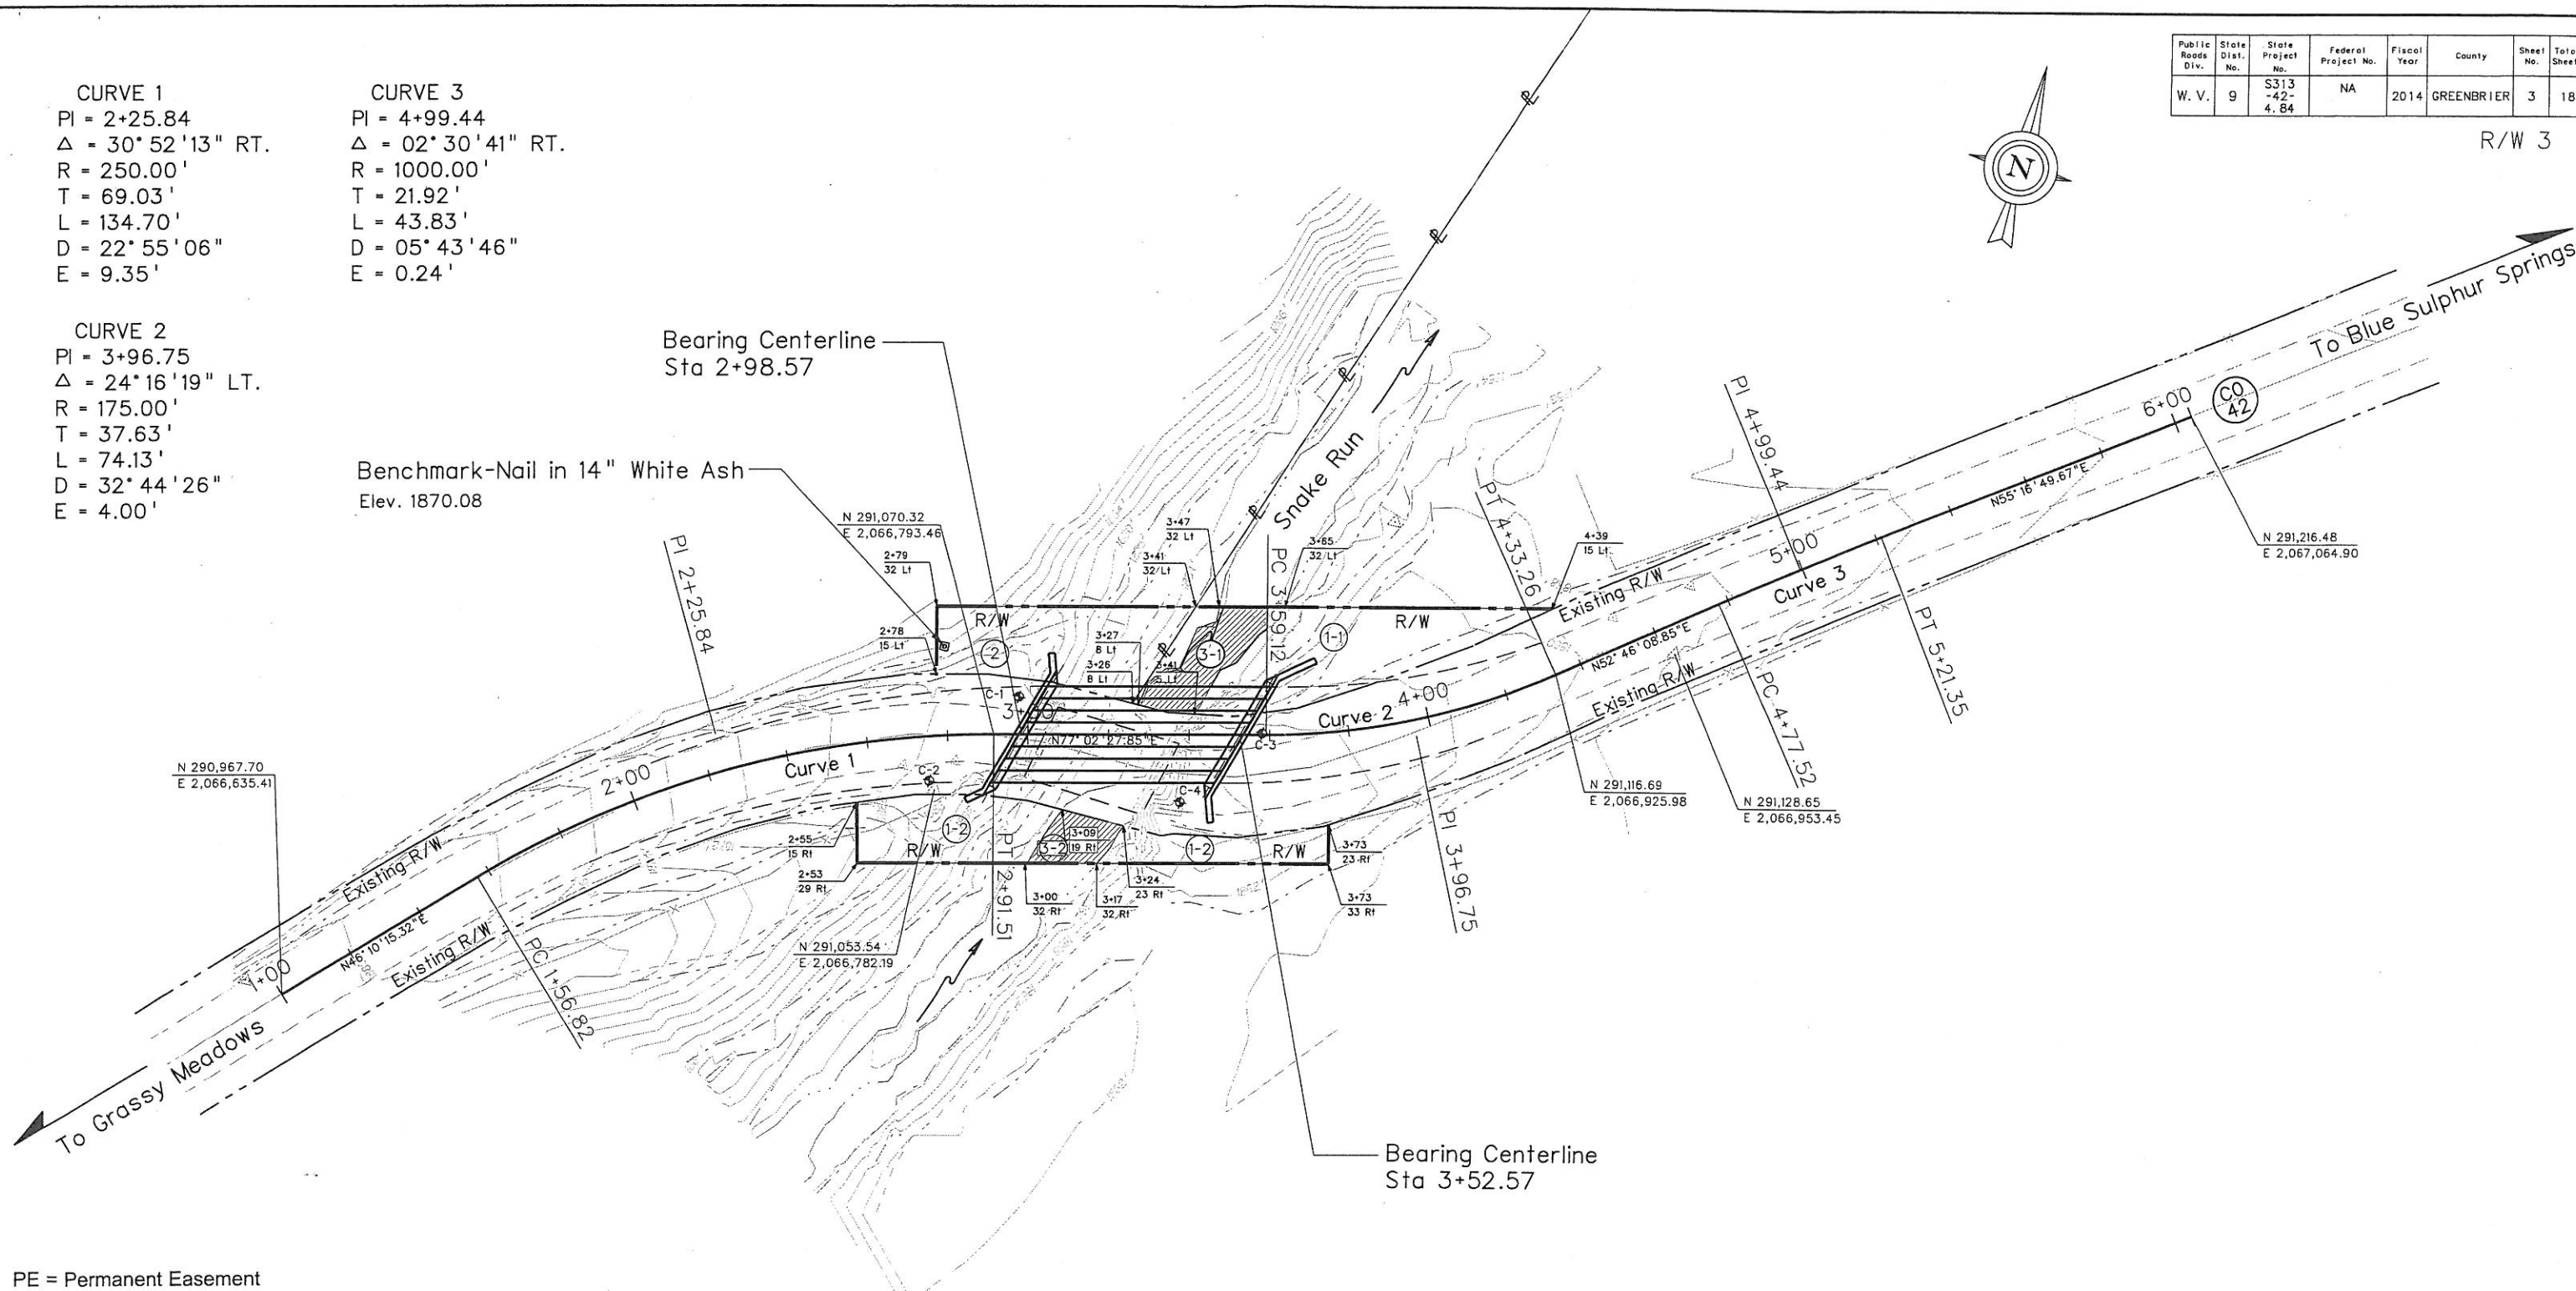 CURVE 1
PI = 2+25.84
Δ = 30° 52'13" RT.
R = 250.00'
T = 69.03'
L = 134.70'
D = 22° 55'06"
E = 9.35'
CURVE 3
PI = 4+99.44
Δ = 02° 30'41" RT.
R = 1000.00'
T = 21.92'
L = 43.83'
D = 05° 43'46"
E = 0.24'
CURVE 2
PI = 3+96.75
Δ = 24° 16'19" LT.
R = 175.00'
T = 37.63'
L = 74.13'
D = 32° 44'26"
E = 4.00'
Public Roads Div.
State Dist. No.
State Project No.
Federal Project No.
Fiscal Year
County
Sheet No.
W. V.
9
S313 -42- 4.84
NA
2014
GREENBRIER
3
18
R/W 3
N
Bearing Centerline
Sta 2+98.57
Benchmark-Nail in 14" White Ash
Elev. 1870.08
N 291,070.32
E 2,066,793.46
2+79
32 Lt
2+78
15 Lt
3+47
32 Lt
3+41
32 Lt
3+65
32 Lt
3+27
8 Lt
3+26
8 Lt
3+41
4+39
15 Lt
Snake Run
To Blue Sulphur Springs
6+00
CO
42
N55° 16'49.67"E
N 291,216.48
E 2,067,064.90
PI 2+25.84
PC 3+59.12
PT 4+33.26
PI 4+99.44
5+00
Curve 3
Existing R/W
R/W
R/W
3-1
1-1
C-1
N52° 46'08.85"E
Existing R/W
PC 4+77.52
PT 5+21.35
4+00
Curve 2
N77° 02'27.85"E
C-3
C-2
C-4
Curve 1
2+00
N 290,967.70
E 2,066,635.41
N 291,116.69
E 2,066,925.98
N 291,128.65
E 2,066,953.45
PI 3+96.75
2+55
15 Rt
2+53
29 Rt
1-2
R/W
3-2
3+09
19 Rt
1-2
R/W
3+73
23 Rt
3+73
33 Rt
3+24
23 Rt
3+17
32 Rt
3+00
32 Rt
PT 2+91.51
N 291,053.54
E 2,066,782.19
Existing R/W
N46° 10'15.32"E
Existing R/W
1+00
PC 1+56.82
To Grassy Meadows
Bearing Centerline
Sta 3+52.57
PE = Permanent Easement